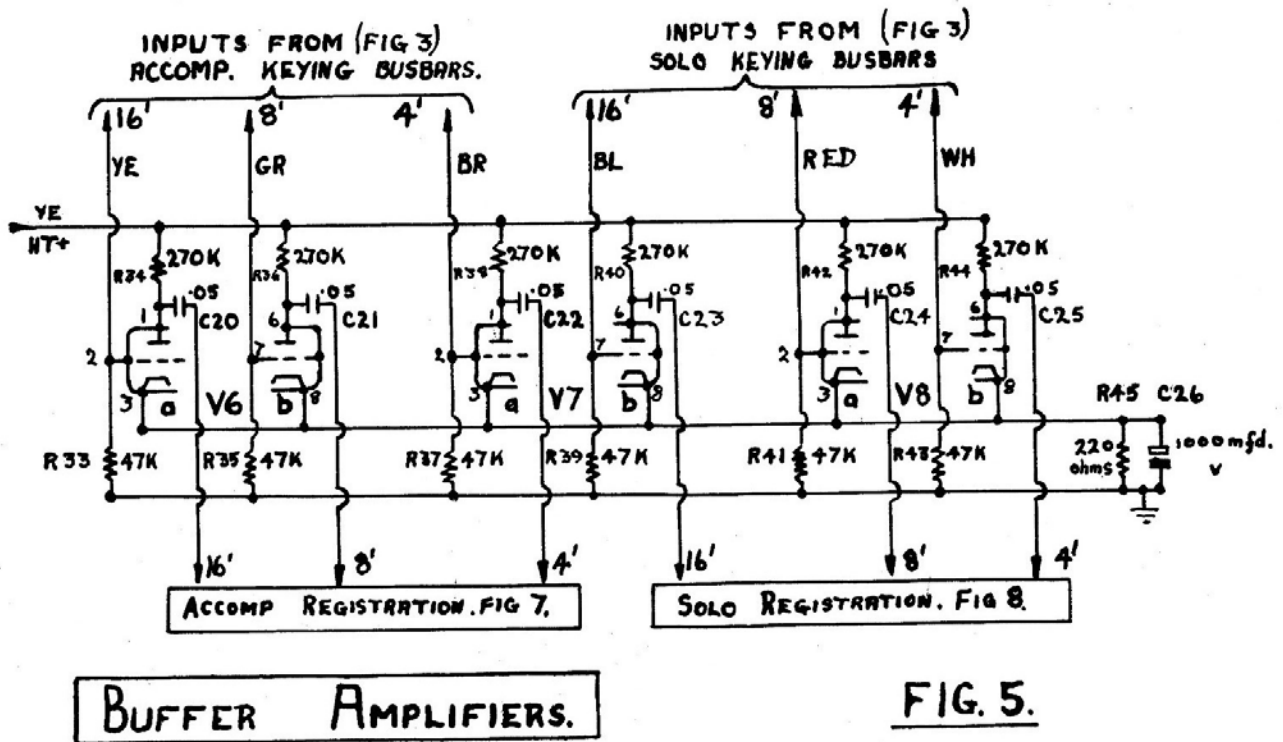 INPUTS FROM (FIG 3)
ACCOMP. KEYING BUSBARS.
INPUTS FROM (FIG 3)
SOLO KEYING BUSBARS
16' 8' 4' 16' 8' 4'
YE GR BR BL RED WH
YE
HT+
270K 270K 270K 270K 270K 270K
R34 R36 R38 R40 R42 R44
.05 .05 .05 .05 .05 .05
1 C20 6 C21 1 C22 6 C23 1 C24 6 C25
2 7 2 7 2 7
3 a V6 b 8 3 a V7 b 8 3 a V8 b 8
R45 C26
R33 47K R35 47K R37 47K R39 47K R41 47K R43 47K
220 ohms
1000mfd.
v
16' 8' 4' 16' 8' 4'
ACCOMP REGISTRATION. FIG 7.
SOLO REGISTRATION. FIG 8.
BUFFER AMPLIFIERS.
FIG. 5.